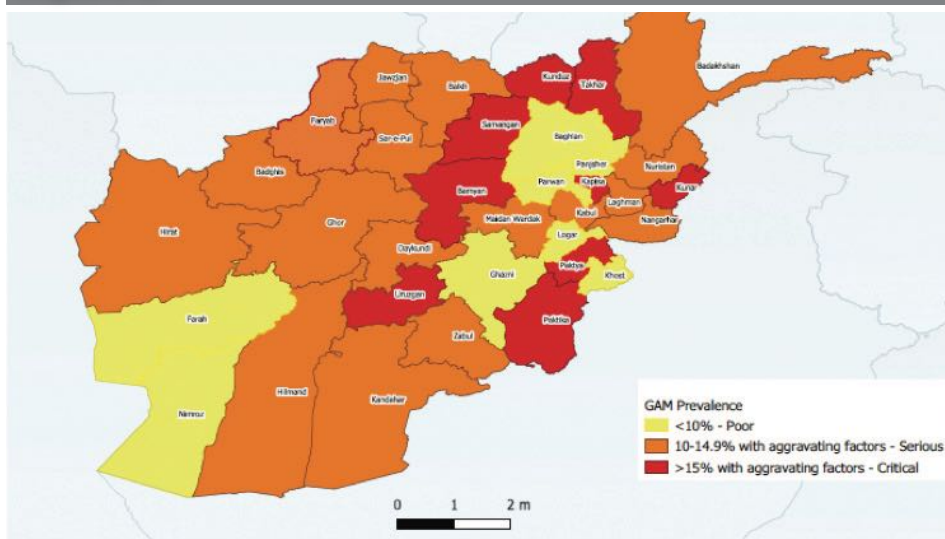 Badakhshan
Jawzjan
Balkh
Kunduz
Takhar
Faryab
Samangan
Sar-e-Pul
Baghlan
Badghis
Panjsher
Nuristan
Bamyan
Parwan
Kapisa
Kunar
Laghman
Hirat
Ghor
Maidan Wardak
Kabul
Nangarhar
Daykundi
Logar
Ghazni
Paktya
Khost
Uruzgan
Farah
Paktika
Zabul
Hilmand
Kandahar
Nimroz
GAM Prevalence
<10% - Poor
10-14.9% with aggravating factors - Serious
>15% with aggravating factors - Critical
0 1 2 m